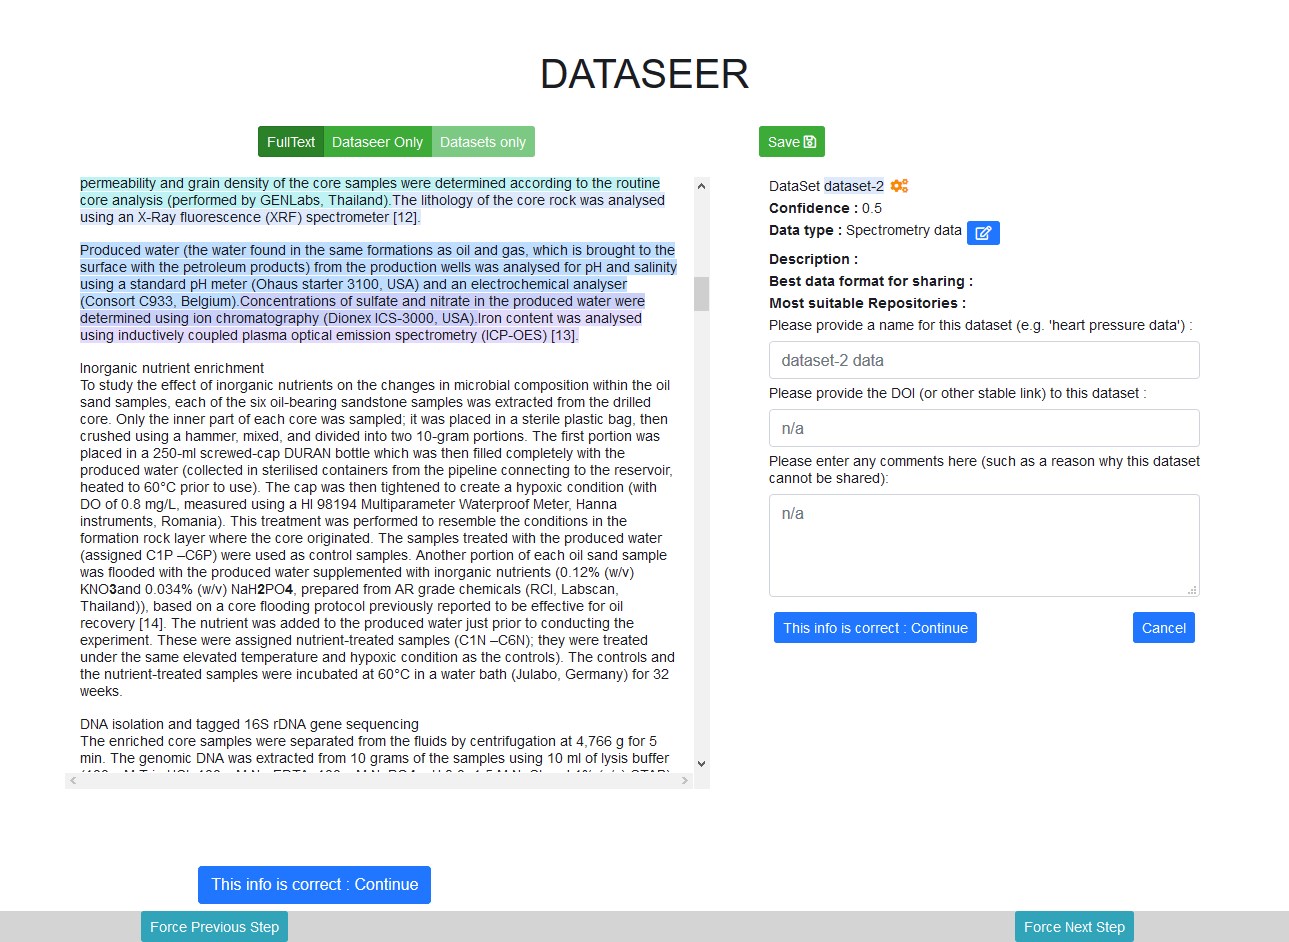 DATASEER
FullText
Dataseer Only
Datasets only
Save
permeability and grain density of the core samples were determined according to the routine
core analysis (performed by GENLabs, Thailand).The lithology of the core rock was analysed
using an X-Ray fluorescence (XRF) spectrometer [12].
Produced water (the water found in the same formations as oil and gas, which is brought to the
surface with the petroleum products) from the production wells was analysed for pH and salinity
using a standard pH meter (Ohaus starter 3100, USA) and an electrochemical analyser
(Consort C933, Belgium).Concentrations of sulfate and nitrate in the produced water were
determined using ion chromatography (Dionex ICS-3000, USA).Iron content was analysed
using inductively coupled plasma optical emission spectrometry (ICP-OES) [13].
Inorganic nutrient enrichment
To study the effect of inorganic nutrients on the changes in microbial composition within the oil
sand samples, each of the six oil-bearing sandstone samples was extracted from the drilled
core. Only the inner part of each core was sampled; it was placed in a sterile plastic bag, then
crushed using a hammer, mixed, and divided into two 10-gram portions. The first portion was
placed in a 250-ml screwed-cap DURAN bottle which was then filled completely with the
produced water (collected in sterilised containers from the pipeline connecting to the reservoir,
heated to 60°C prior to use). The cap was then tightened to create a hypoxic condition (with
DO of 0.8 mg/L, measured using a HI 98194 Multiparameter Waterproof Meter, Hanna
instruments, Romania). This treatment was performed to resemble the conditions in the
formation rock layer where the core originated. The samples treated with the produced water
(assigned C1P –C6P) were used as control samples. Another portion of each oil sand sample
was flooded with the produced water supplemented with inorganic nutrients (0.12% (w/v)
KNO3and 0.034% (w/v) NaH2PO4, prepared from AR grade chemicals (RCI, Labscan,
Thailand)), based on a core flooding protocol previously reported to be effective for oil
recovery [14]. The nutrient was added to the produced water just prior to conducting the
experiment. These were assigned nutrient-treated samples (C1N –C6N); they were treated
under the same elevated temperature and hypoxic condition as the controls). The controls and
the nutrient-treated samples were incubated at 60°C in a water bath (Julabo, Germany) for 32
weeks.
DNA isolation and tagged 16S rDNA gene sequencing
The enriched core samples were separated from the fluids by centrifugation at 4,766 g for 5
min. The genomic DNA was extracted from 10 grams of the samples using 10 ml of lysis buffer
DataSet dataset-2
Confidence : 0.5
Data type : Spectrometry data
Description :
Best data format for sharing :
Most suitable Repositories :
Please provide a name for this dataset (e.g. 'heart pressure data') :
dataset-2 data
Please provide the DOI (or other stable link) to this dataset :
n/a
Please enter any comments here (such as a reason why this dataset
cannot be shared):
n/a
This info is correct : Continue
Cancel
This info is correct : Continue
Force Previous Step
Force Next Step